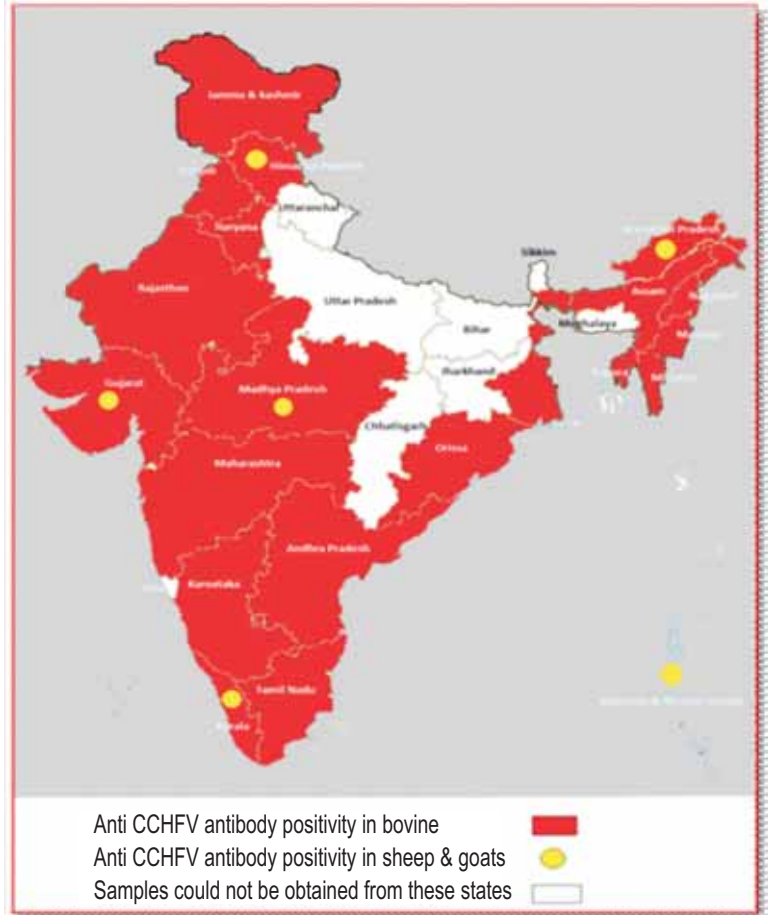 Jammu & Kashmir
Himachal Pradesh
Uttaranchal
Haryana
Pradesh
Sikkim
Rajasthan
Uttar Pradesh
Assam
Bihar
Meghalaya
Jharkhand
Gujarat
Madhya Pradesh
Chhatisgarh
Orissa
Maharashtra
Andhra Pradesh
Karnataka
Tamil Nadu
Kerala
Anti CCHFV antibody positivity in bovine
Anti CCHFV antibody positivity in sheep & goats
Samples could not be obtained from these states